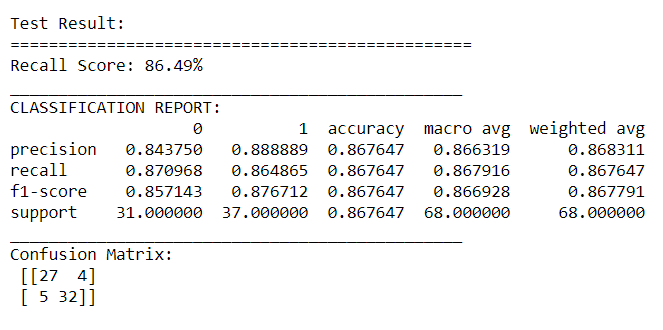 Test Result:
================================================
Recall Score: 86.49%
_______________________________________________
CLASSIFICATION REPORT:
                   0          1  accuracy  macro avg  weighted avg
precision   0.843750   0.888889  0.867647   0.866319      0.868311
recall      0.870968   0.864865  0.867647   0.867916      0.867647
f1-score    0.857143   0.876712  0.867647   0.866928      0.867791
support    31.000000  37.000000  0.867647  68.000000     68.000000
_______________________________________________
Confusion Matrix:
 [[27  4]
 [ 5 32]]